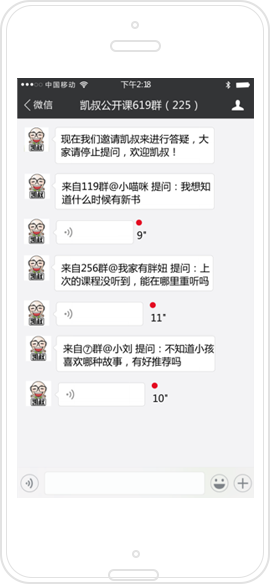 中国移动 下午2:18
微信 凯叔公开课619群（225）
现在我们邀请凯叔来进行答疑，大
家请停止提问，欢迎凯叔！
来自119群@小喵咪 提问：我想知
道什么时候有新书
9"
来自256群@我家有胖妞 提问：上
次的课程没听到，能在哪里重听吗
11"
来自⑦群@小刘 提问：不知道小孩
喜欢哪种故事，有好推荐吗
10"